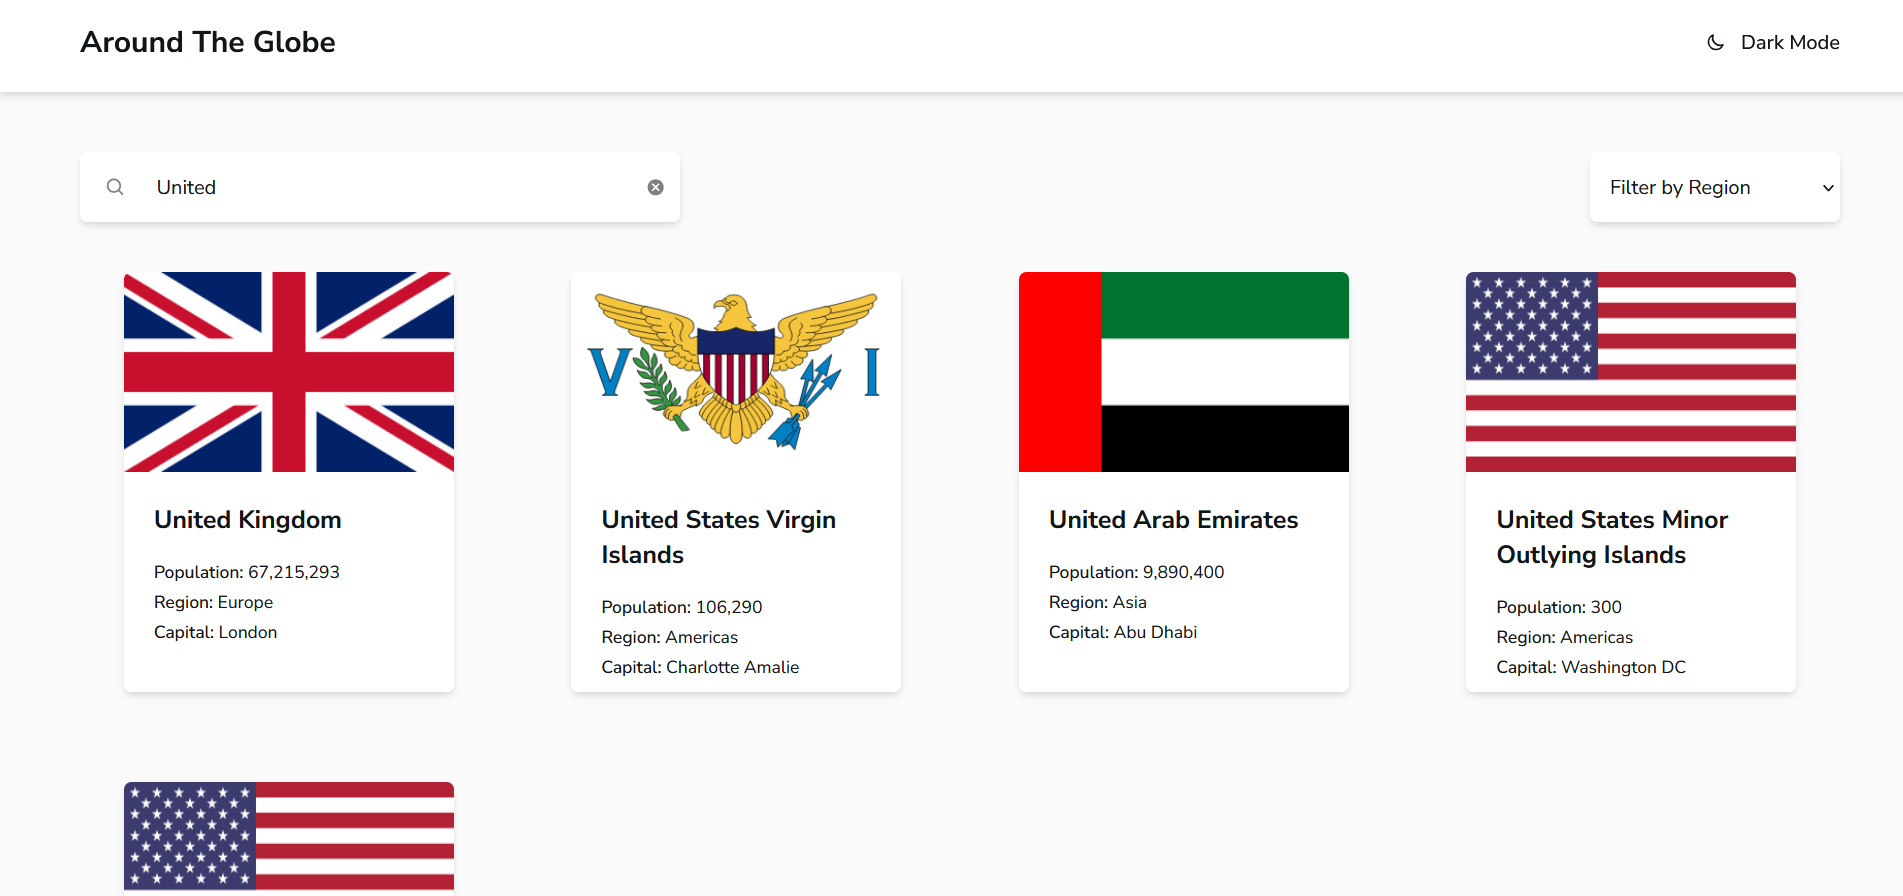 Around The Globe
Dark Mode
United
Filter by Region
V I
United Kingdom
Population: 67,215,293
Region: Europe
Capital: London
United States Virgin
Islands
Population: 106,290
Region: Americas
Capital: Charlotte Amalie
United Arab Emirates
Population: 9,890,400
Region: Asia
Capital: Abu Dhabi
United States Minor
Outlying Islands
Population: 300
Region: Americas
Capital: Washington DC